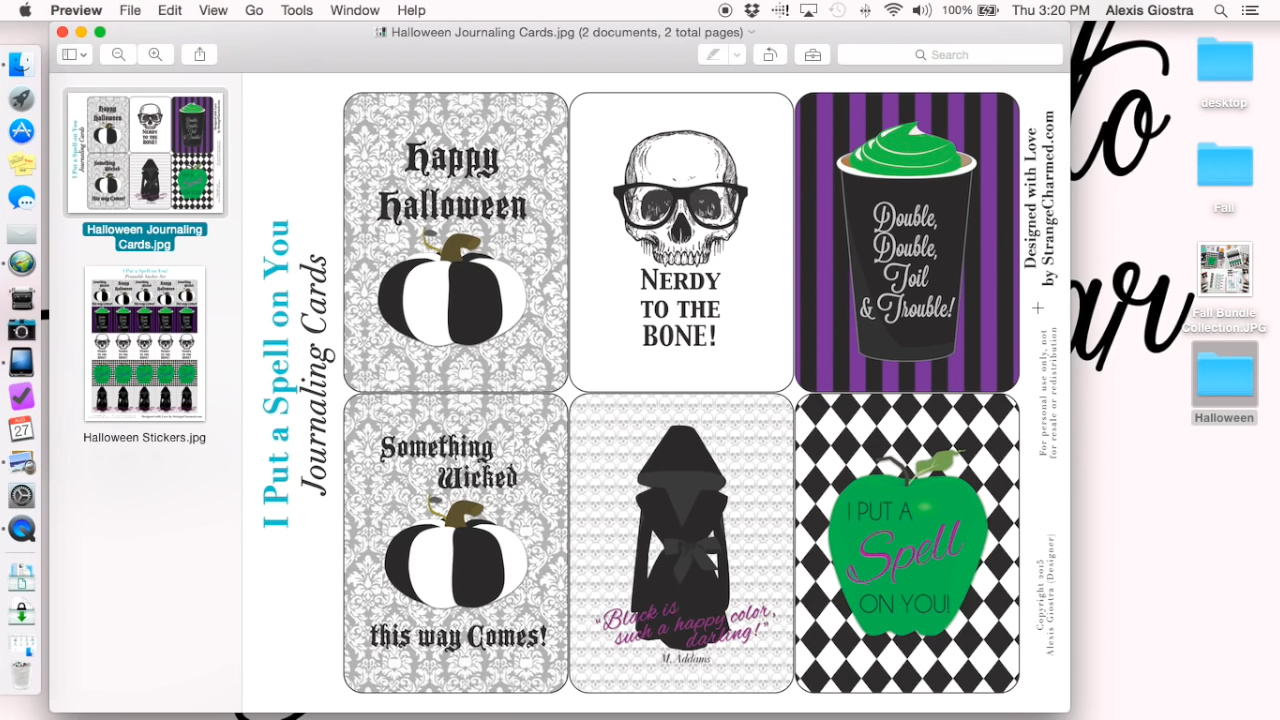 Preview File Edit View Go Tools Window Help
100% Thu 3:20 PM Alexis Giostra
Halloween Journaling Cards.jpg (2 documents, 2 total pages)
Search
Halloween Journaling
Cards.jpg
Halloween Stickers.jpg
I Put a Spell on You
Journaling Cards
Happy
Halloween
NERDY
TO THE
BONE!
Double,
Double,
Toil
& Trouble!
Something
Wicked
this way Comes!
"Black is
such a happy color,
darling!"
M. Addams
I PUT A
Spell
ON YOU!
Designed with Love
by StrangeCharmed.com
+
For personal use only, not
for resale or redistribution
Copyright 2015
Alexis Giostra {Designer}
desktop
Fall
Fall Bundle
Collection.JPG
Halloween
27